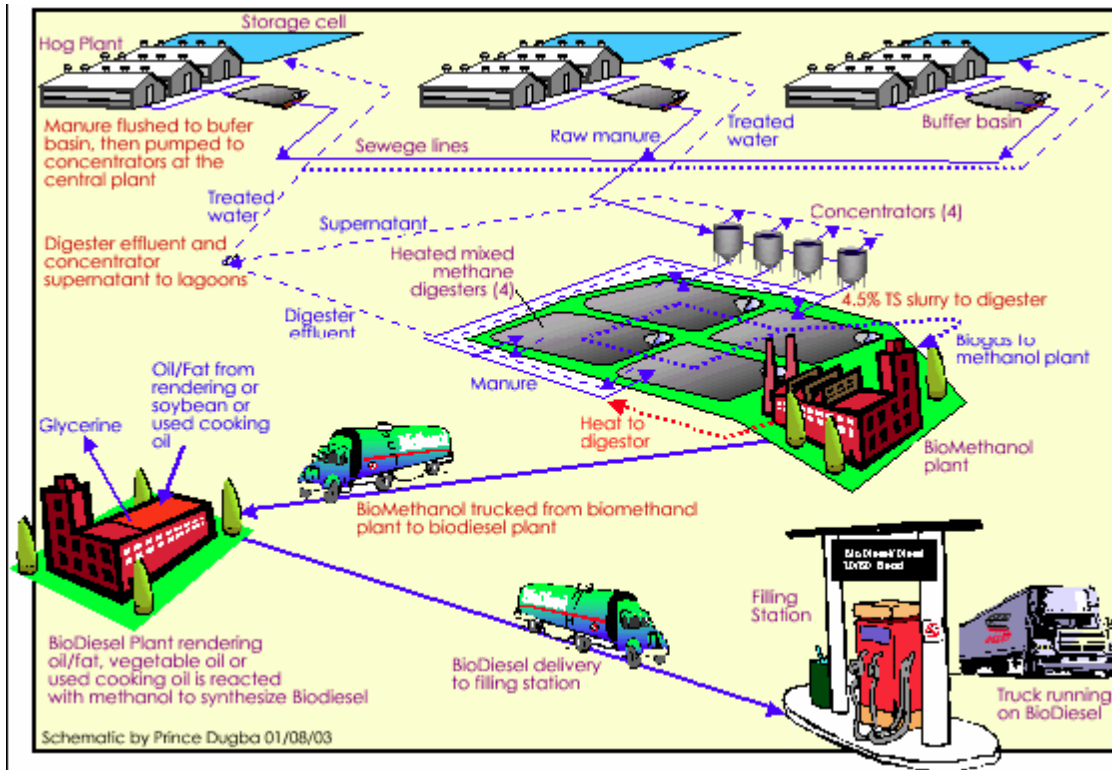 Storage cell
Hog Plant
Manure flushed to bufer
basin, then pumped to
concentrators at the
central plant
Sewege lines
Raw manure
Treated
water
Buffer basin
Treated
water
Supernatant
Concentrators (4)
Digester effluent and
concentrator
supernatant to lagoons
Heated mixed
methane
digesters (4)
4.5% TS slurry to digester
Digester
effluent
Biogas to
methanol plant
Manure
Oil/Fat from
rendering or
soybean or
used cooking
oil
Glycerine
Heat to
digestor
BioMethanol
plant
BioMethanol trucked from biomethanol
plant to biodiesel plant
BioDiesel/Diesel
Filling
Station
BioDiesel
BioDiesel Plant rendering
oil/fat, vegetable oil or
used cooking oil is reacted
with methanol to synthesize Biodiesel
BioDiesel delivery
to filling station
Truck running
on BioDiesel
Schematic by Prince Dugba 01/08/03